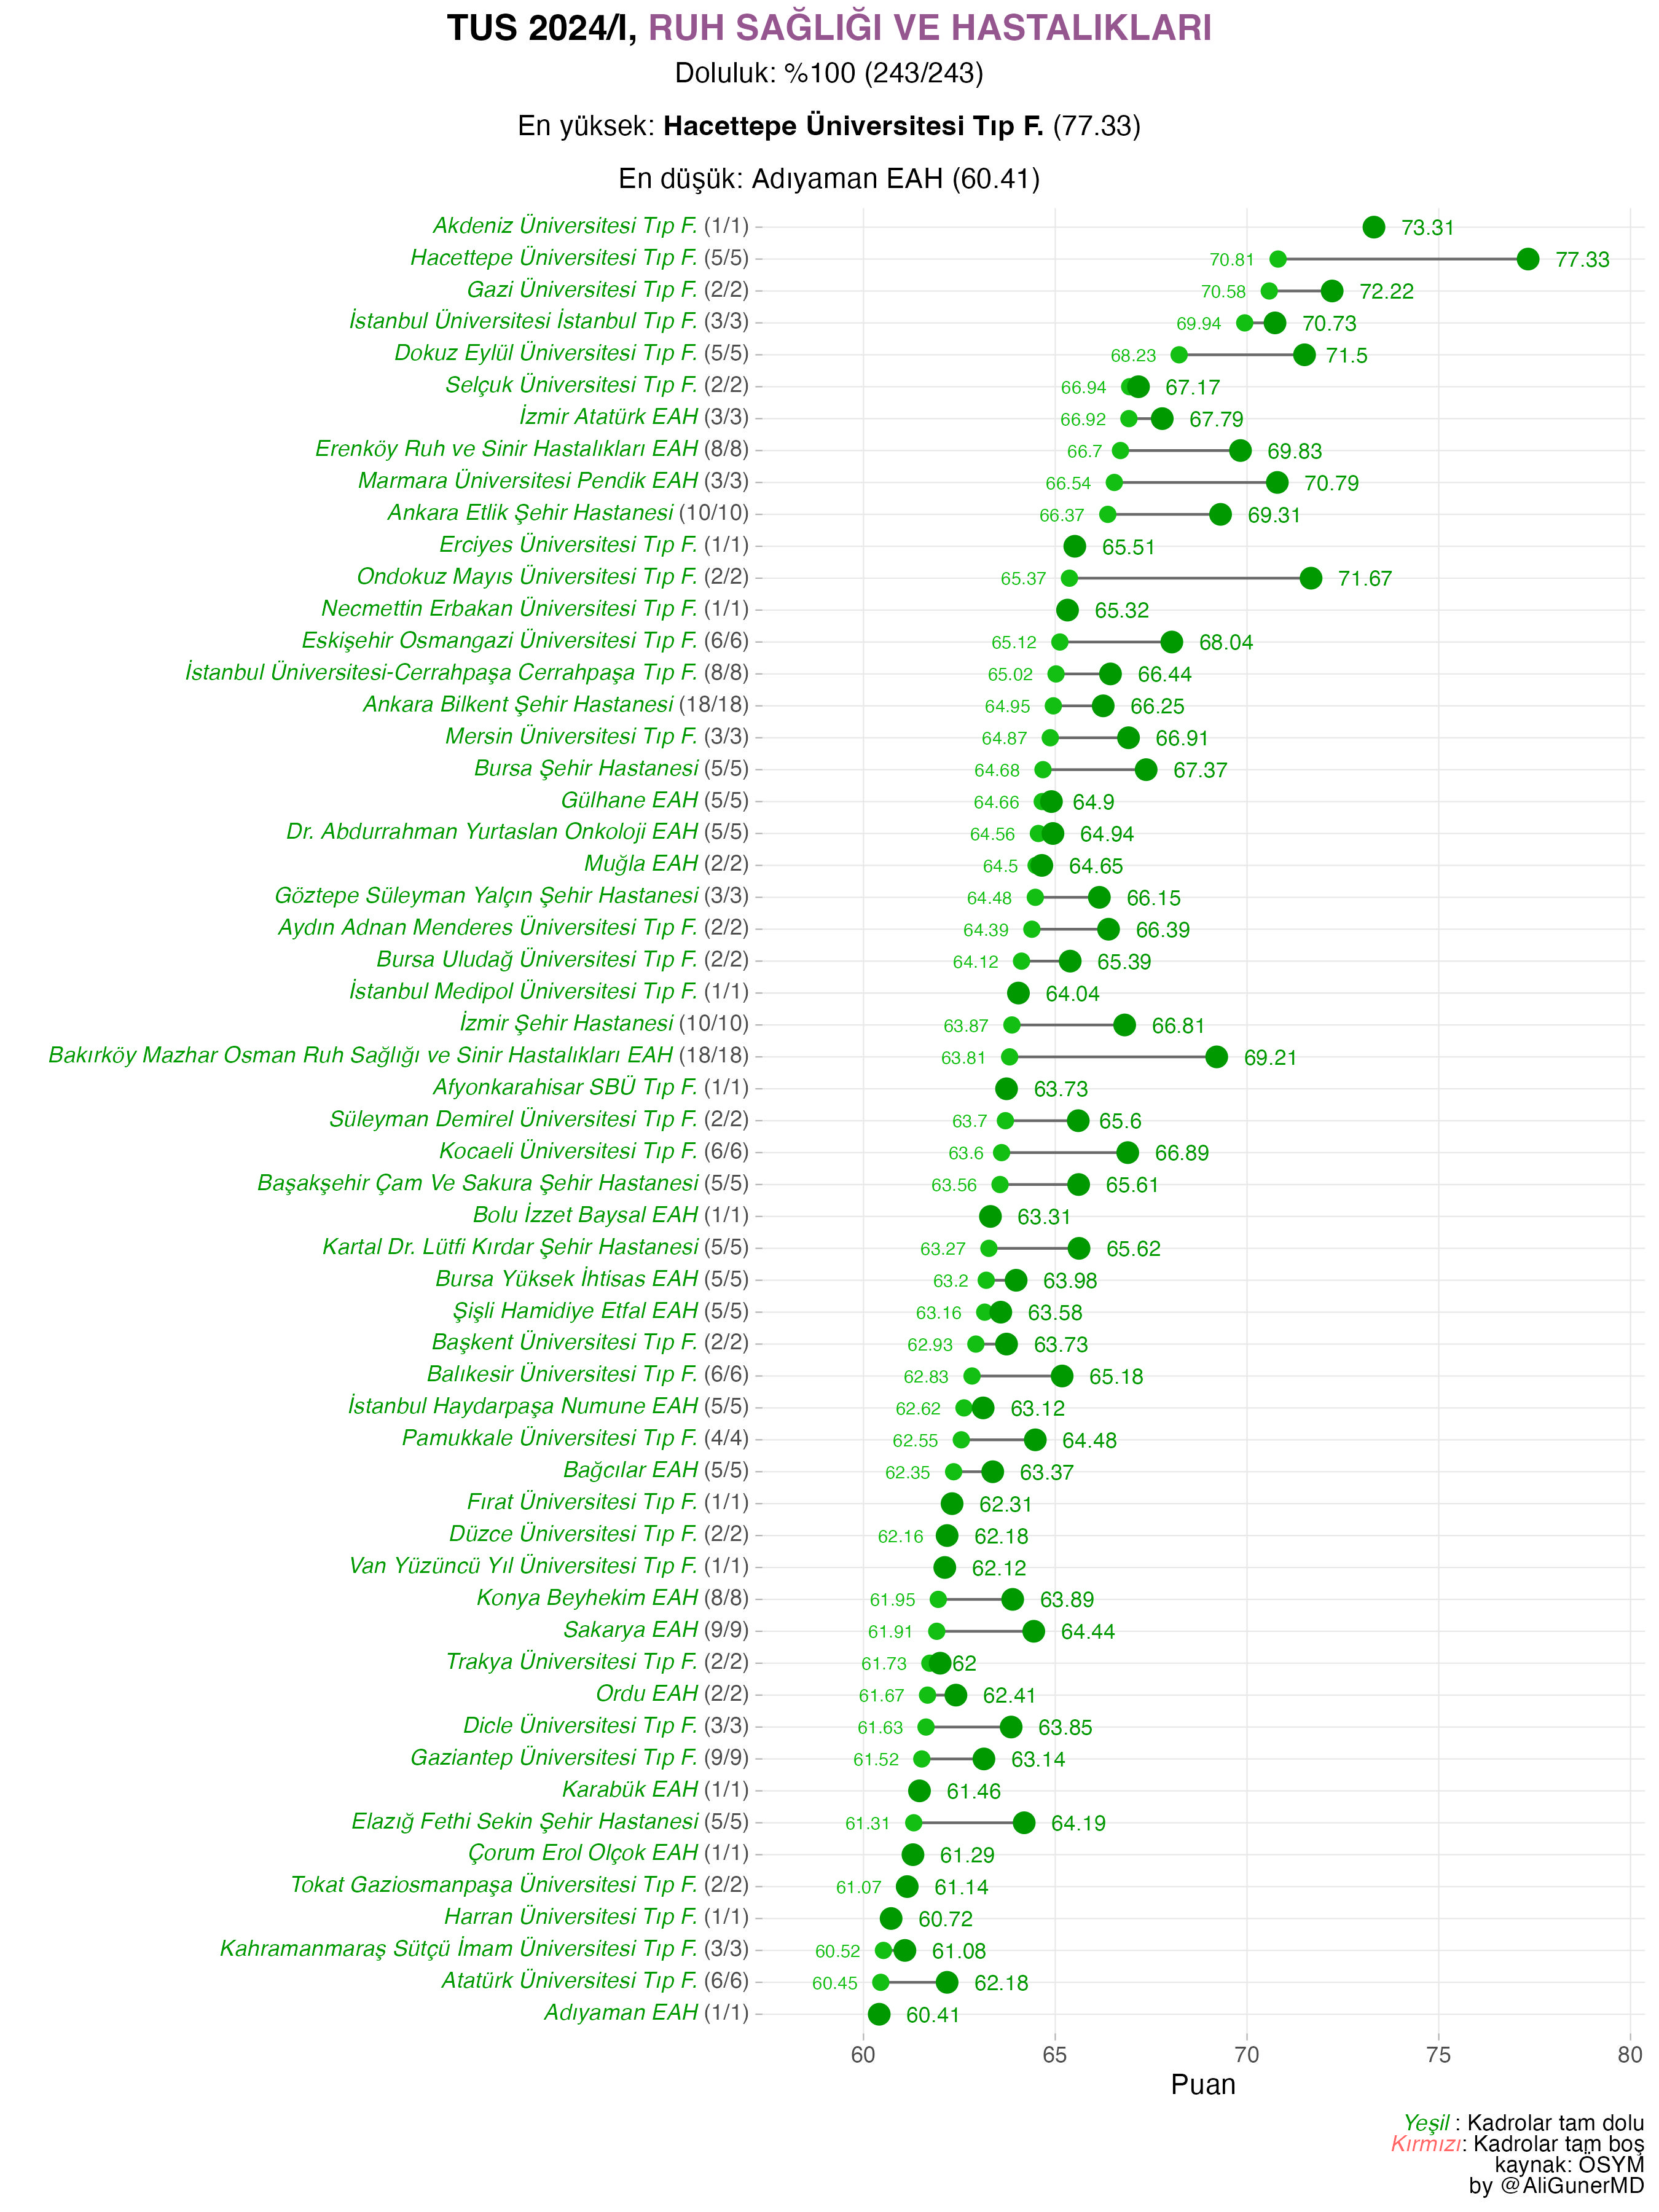 TUS 2024/I, RUH SAĞLIĞI VE HASTALIKLARI
Doluluk: %100 (243/243)
En yüksek: Hacettepe Üniversitesi Tıp F. (77.33)
En düşük: Adıyaman EAH (60.41)
Akdeniz Üniversitesi Tıp F. (1/1) 73.31
Hacettepe Üniversitesi Tıp F. (5/5) 70.81 77.33
Gazi Üniversitesi Tıp F. (2/2) 70.58 72.22
İstanbul Üniversitesi İstanbul Tıp F. (3/3) 69.94 70.73
Dokuz Eylül Üniversitesi Tıp F. (5/5) 68.23 71.5
Selçuk Üniversitesi Tıp F. (2/2) 66.94 67.17
İzmir Atatürk EAH (3/3) 66.92 67.79
Erenköy Ruh ve Sinir Hastalıkları EAH (8/8) 66.7 69.83
Marmara Üniversitesi Pendik EAH (3/3) 66.54 70.79
Ankara Etlik Şehir Hastanesi (10/10) 66.37 69.31
Erciyes Üniversitesi Tıp F. (1/1) 65.51
Ondokuz Mayıs Üniversitesi Tıp F. (2/2) 65.37 71.67
Necmettin Erbakan Üniversitesi Tıp F. (1/1) 65.32
Eskişehir Osmangazi Üniversitesi Tıp F. (6/6) 65.12 68.04
İstanbul Üniversitesi-Cerrahpaşa Cerrahpaşa Tıp F. (8/8) 65.02 66.44
Ankara Bilkent Şehir Hastanesi (18/18) 64.95 66.25
Mersin Üniversitesi Tıp F. (3/3) 64.87 66.91
Bursa Şehir Hastanesi (5/5) 64.68 67.37
Gülhane EAH (5/5) 64.66 64.9
Dr. Abdurrahman Yurtaslan Onkoloji EAH (5/5) 64.56 64.94
Muğla EAH (2/2) 64.5 64.65
Göztepe Süleyman Yalçın Şehir Hastanesi (3/3) 64.48 66.15
Aydın Adnan Menderes Üniversitesi Tıp F. (2/2) 64.39 66.39
Bursa Uludağ Üniversitesi Tıp F. (2/2) 64.12 65.39
İstanbul Medipol Üniversitesi Tıp F. (1/1) 64.04
İzmir Şehir Hastanesi (10/10) 63.87 66.81
Bakırköy Mazhar Osman Ruh Sağlığı ve Sinir Hastalıkları EAH (18/18) 63.81 69.21
Afyonkarahisar SBÜ Tıp F. (1/1) 63.73
Süleyman Demirel Üniversitesi Tıp F. (2/2) 63.7 65.6
Kocaeli Üniversitesi Tıp F. (6/6) 63.6 66.89
Başakşehir Çam Ve Sakura Şehir Hastanesi (5/5) 63.56 65.61
Bolu İzzet Baysal EAH (1/1) 63.31
Kartal Dr. Lütfi Kırdar Şehir Hastanesi (5/5) 63.27 65.62
Bursa Yüksek İhtisas EAH (5/5) 63.2 63.98
Şişli Hamidiye Etfal EAH (5/5) 63.16 63.58
Başkent Üniversitesi Tıp F. (2/2) 62.93 63.73
Balıkesir Üniversitesi Tıp F. (6/6) 62.83 65.18
İstanbul Haydarpaşa Numune EAH (5/5) 62.62 63.12
Pamukkale Üniversitesi Tıp F. (4/4) 62.55 64.48
Bağcılar EAH (5/5) 62.35 63.37
Fırat Üniversitesi Tıp F. (1/1) 62.31
Düzce Üniversitesi Tıp F. (2/2) 62.16 62.18
Van Yüzüncü Yıl Üniversitesi Tıp F. (1/1) 62.12
Konya Beyhekim EAH (8/8) 61.95 63.89
Sakarya EAH (9/9) 61.91 64.44
Trakya Üniversitesi Tıp F. (2/2) 61.73 62
Ordu EAH (2/2) 61.67 62.41
Dicle Üniversitesi Tıp F. (3/3) 61.63 63.85
Gaziantep Üniversitesi Tıp F. (9/9) 61.52 63.14
Karabük EAH (1/1) 61.46
Elazığ Fethi Sekin Şehir Hastanesi (5/5) 61.31 64.19
Çorum Erol Olçok EAH (1/1) 61.29
Tokat Gaziosmanpaşa Üniversitesi Tıp F. (2/2) 61.07 61.14
Harran Üniversitesi Tıp F. (1/1) 60.72
Kahramanmaraş Sütçü İmam Üniversitesi Tıp F. (3/3) 60.52 61.08
Atatürk Üniversitesi Tıp F. (6/6) 60.45 62.18
Adıyaman EAH (1/1) 60.41
60 65 70 75 80
Puan
Yeşil : Kadrolar tam dolu
Kırmızı: Kadrolar tam boş
kaynak: ÖSYM
by @AliGunerMD